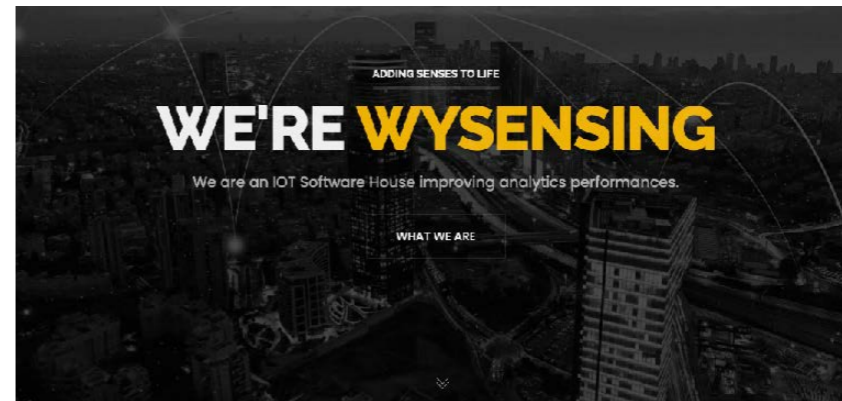 ADDING SENSES TO LIFE
WE'RE WYSENSING
We are an IOT Software House improving analytics performances.
WHAT WE ARE